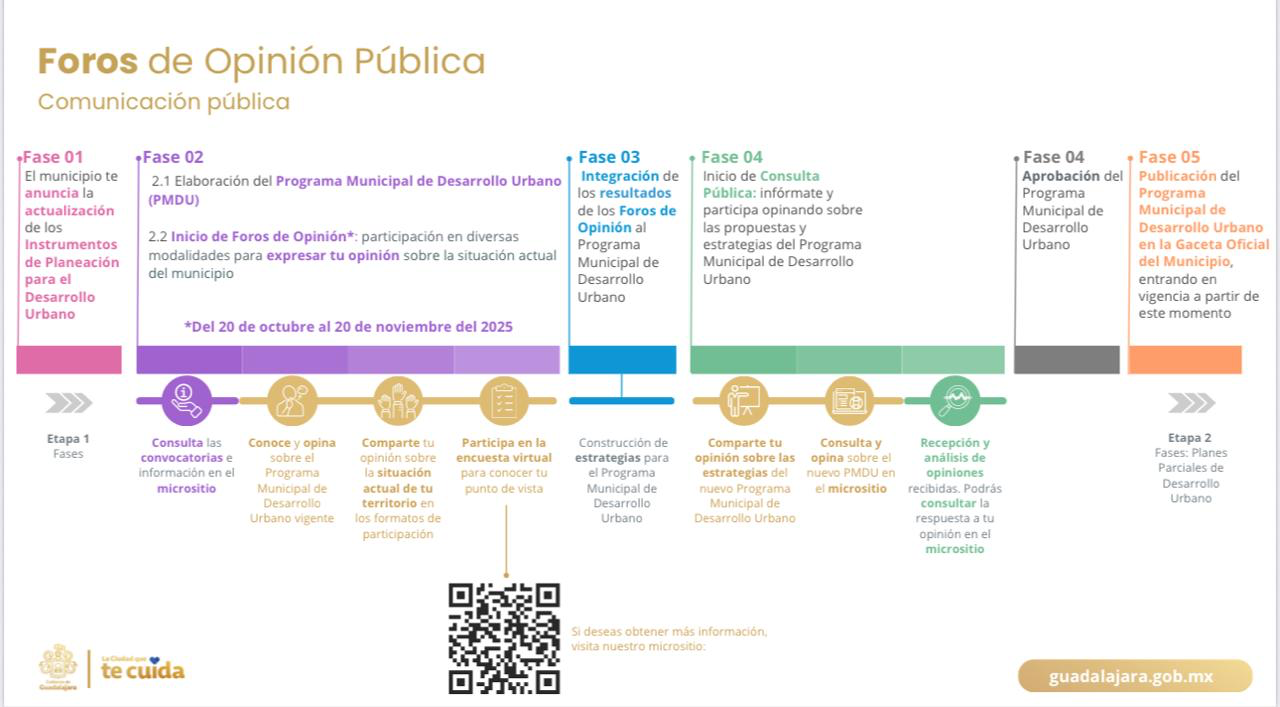 Foros de Opinión Pública
Comunicación pública
Fase 01
El municipio te
anuncia la
actualización
de los
Instrumentos
de Planeación
para el
Desarrollo
Urbano
Fase 02
2.1 Elaboración del Programa Municipal de Desarrollo Urbano
(PMDU)
2.2 Inicio de Foros de Opinión*: participación en diversas
modalidades para expresar tu opinión sobre la situación actual
del municipio
*Del 20 de octubre al 20 de noviembre del 2025
Fase 03
Integración de
los resultados
de los Foros de
Opinión al
Programa
Municipal de
Desarrollo
Urbano
Fase 04
Inicio de Consulta
Pública: infórmate y
participa opinando sobre
las propuestas y
estrategias del Programa
Municipal de Desarrollo
Urbano
Fase 04
Aprobación del
Programa
Municipal de
Desarrollo
Urbano
Fase 05
Publicación del
Programa
Municipal de
Desarrollo Urbano
en la Gaceta Oficial
del Municipio,
entrando en
vigencia a partir de
este momento
Etapa 1
Fases
Consulta las
convocatorias e
información en el
micrositio
Conoce y opina
sobre el
Programa
Municipal de
Desarrollo
Urbano vigente
Comparte tu
opinión sobre
la situación
actual de tu
territorio en
los formatos de
participación
Participa en la
encuesta virtual
para conocer tu
punto de vista
Construcción de
estrategias para
el Programa
Municipal de
Desarrollo
Urbano
Comparte tu
opinión sobre las
estrategias del
nuevo Programa
Municipal de
Desarrollo Urbano
Consulta y
opina sobre el
nuevo PMDU en
el micrositio
Recepción y
análisis de
opiniones
recibidas. Podrás
consultar la
respuesta a tu
opinión en el
micrositio
Etapa 2
Fases: Planes
Parciales de
Desarrollo
Urbano
Si deseas obtener más información,
visita nuestro micrositio:
Gobierno de
Guadalajara
La Ciudad que
te cuida
guadalajara.gob.mx